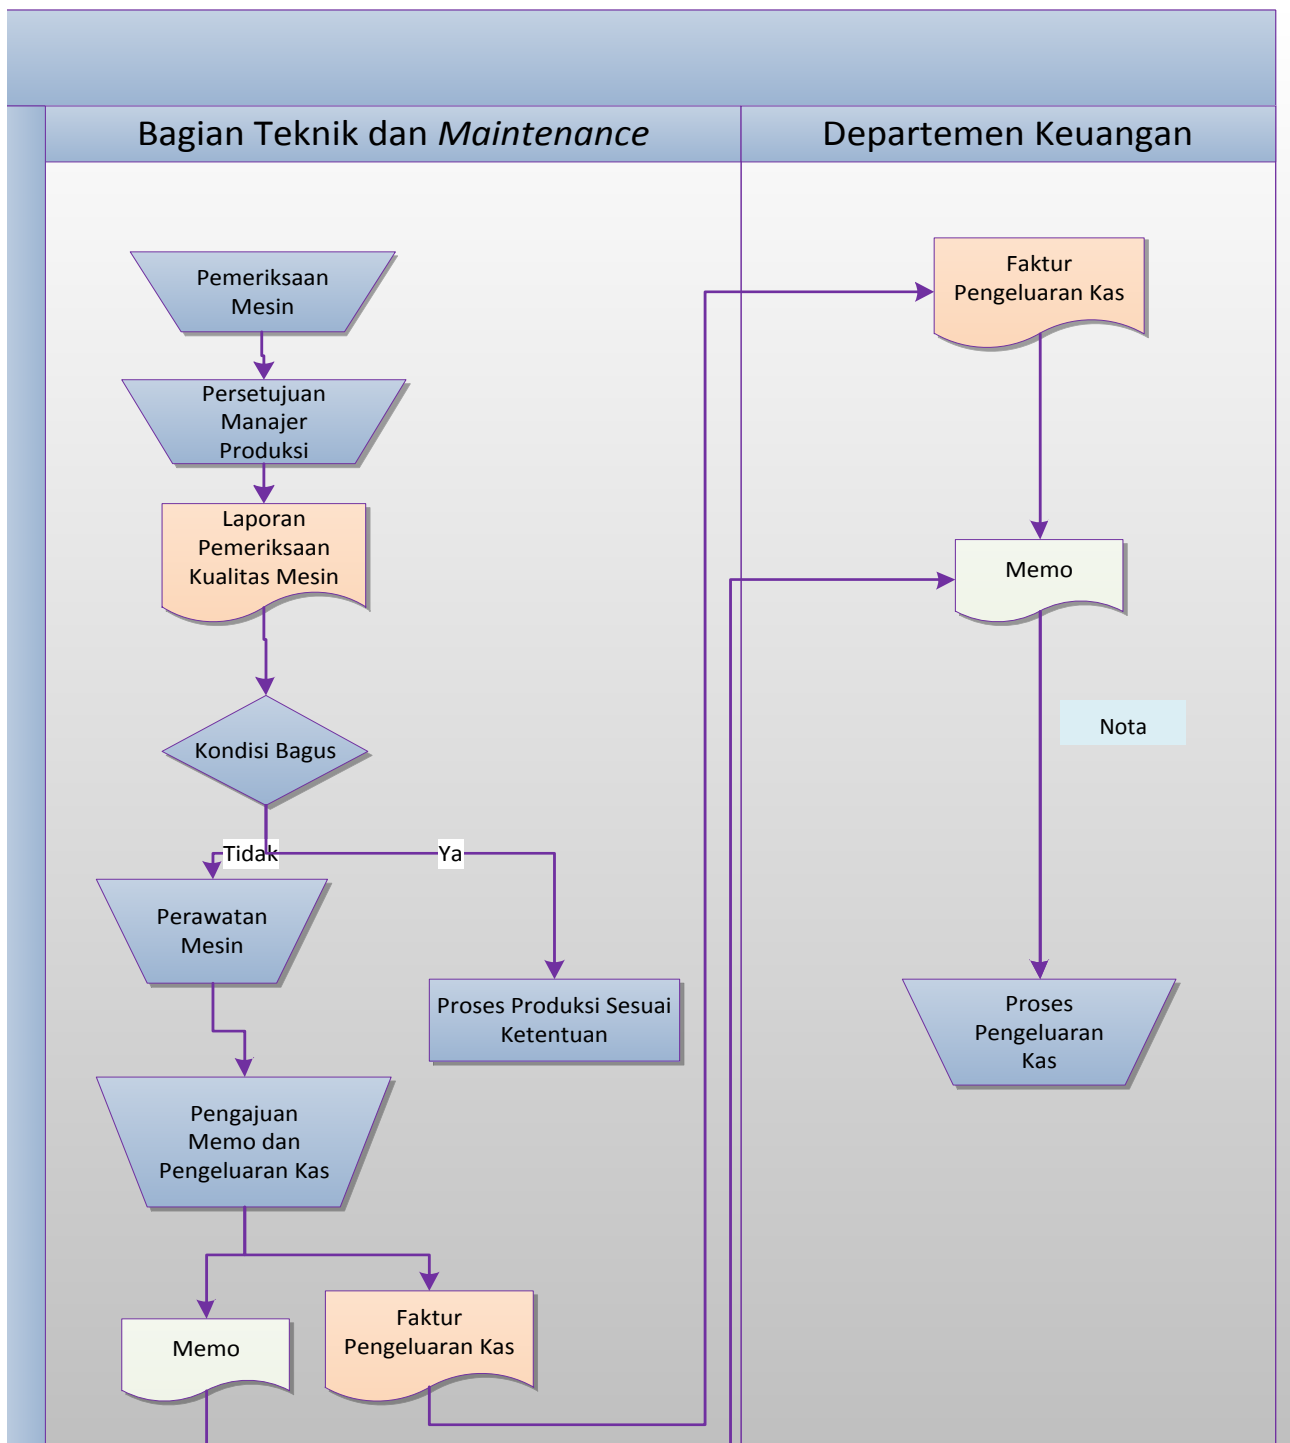 Bagian Teknik dan Maintenance
Departemen Keuangan
Pemeriksaan
Mesin
Persetujuan
Manajer
Produksi
Laporan
Pemeriksaan
Kualitas Mesin
Kondisi Bagus
Tidak
Ya
Perawatan
Mesin
Proses Produksi Sesuai
Ketentuan
Pengajuan
Memo dan
Pengeluaran Kas
Memo
Faktur
Pengeluaran Kas
Faktur
Pengeluaran Kas
Memo
Nota
Proses
Pengeluaran
Kas